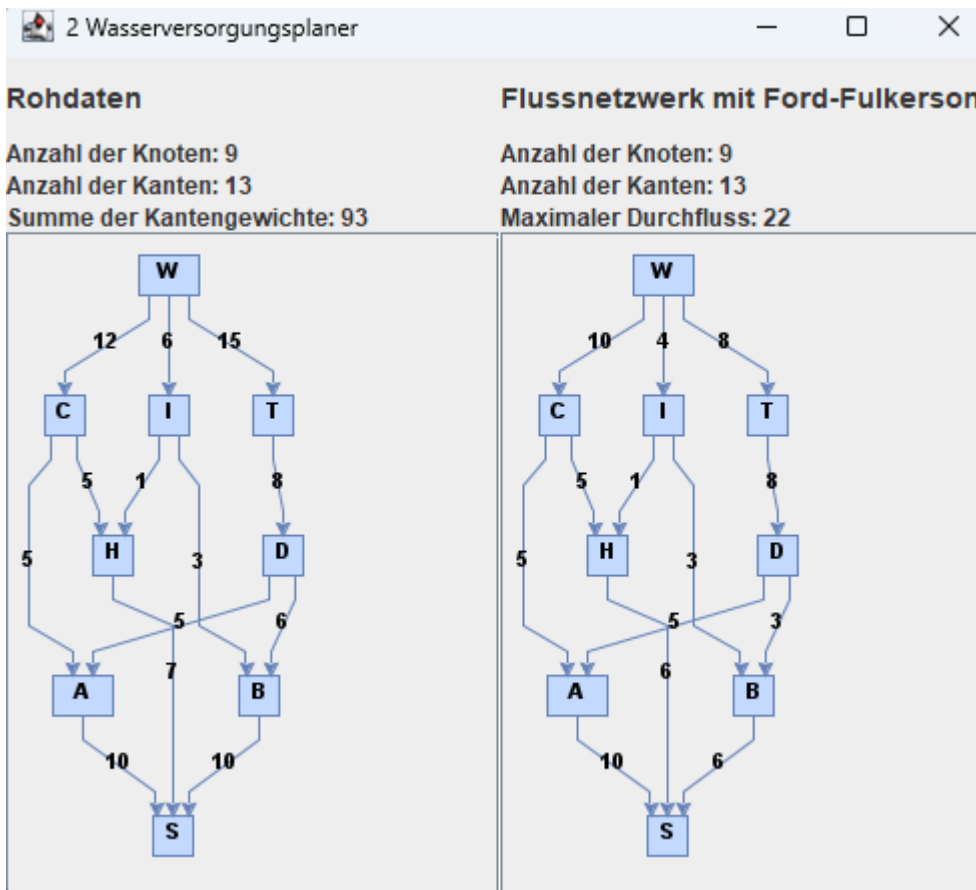 2 Wasserversorgungsplaner
Rohdaten
Anzahl der Knoten: 9
Anzahl der Kanten: 13
Summe der Kantengewichte: 93
W
12 6 15
C I T
5 1 8
H D
5 3
5 6
7
A B
10 10
S
Flussnetzwerk mit Ford-Fulkerson
Anzahl der Knoten: 9
Anzahl der Kanten: 13
Maximaler Durchfluss: 22
W
10 4 8
C I T
5 1 8
H D
5 3
5 3
6
A B
10 6
S